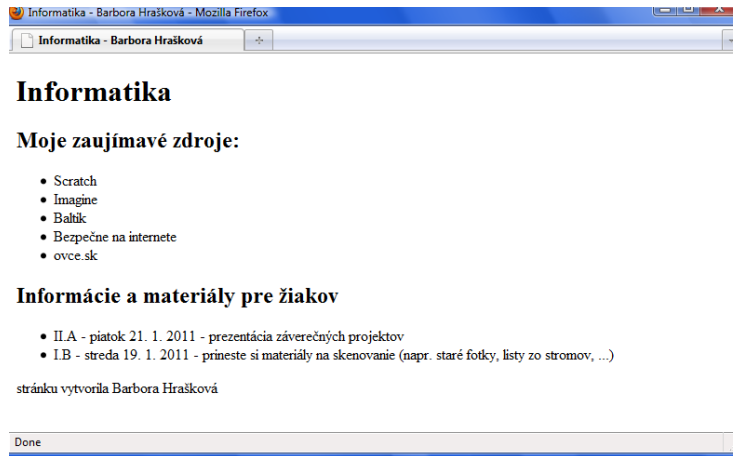 Informatika - Barbora Hrašková - Mozilla Firefox
Informatika - Barbora Hrašková
Informatika
Moje zaujímavé zdroje:
Scratch
Imagine
Baltík
Bezpečne na internete
ovce.sk
Informácie a materiály pre žiakov
II.A - piatok 21. 1. 2011 - prezentácia záverečných projektov
I.B - streda 19. 1. 2011 - prineste si materiály na skenovanie (napr. staré fotky, listy zo stromov, ...)
stránku vytvorila Barbora Hrašková
Done